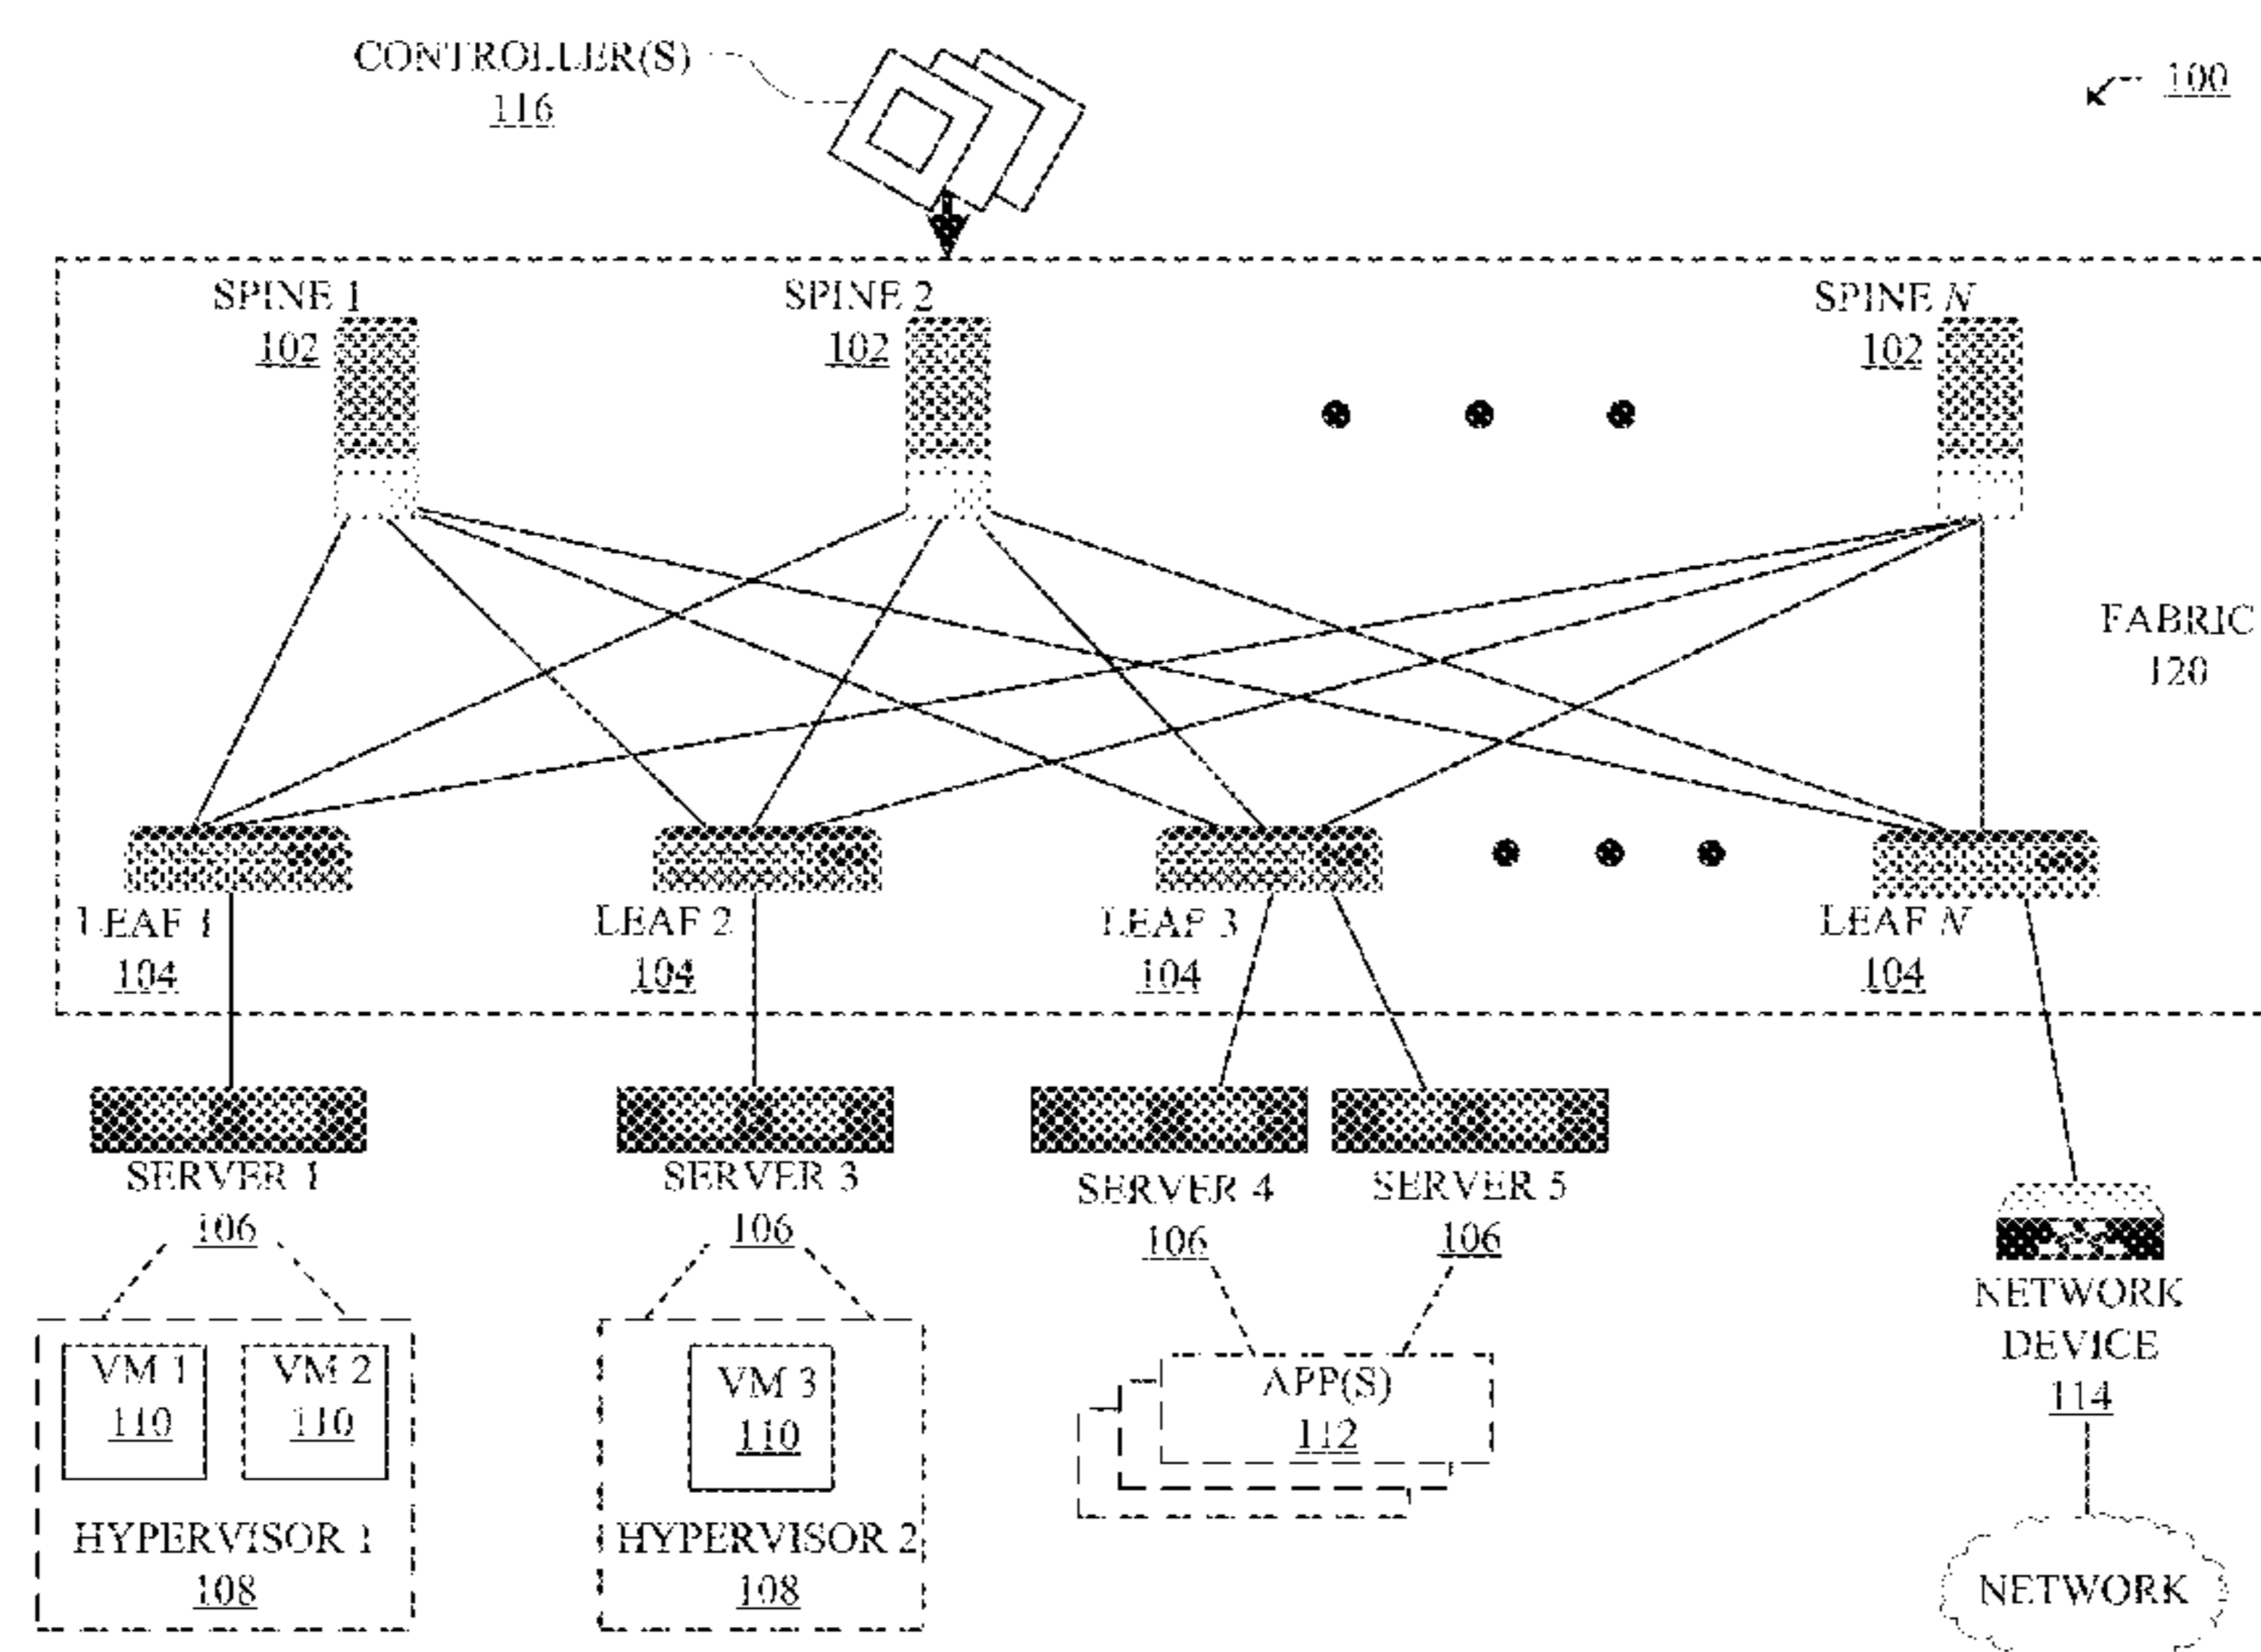 CONTROLLER(S)
116
100
SPINE 1
102
SPINE 2
102
SPINE N
102
FABRIC
120
LEAF 1
104
LEAF 2
104
LEAF 3
104
LEAF N
104
SERVER 1
106
SERVER 3
106
SERVER 4
106
SERVER 5
106
VM 1
110
VM 2
110
HYPERVISOR 1
108
VM 3
110
HYPERVISOR 2
108
APP(S)
112
NETWORK
DEVICE
114
NETWORK